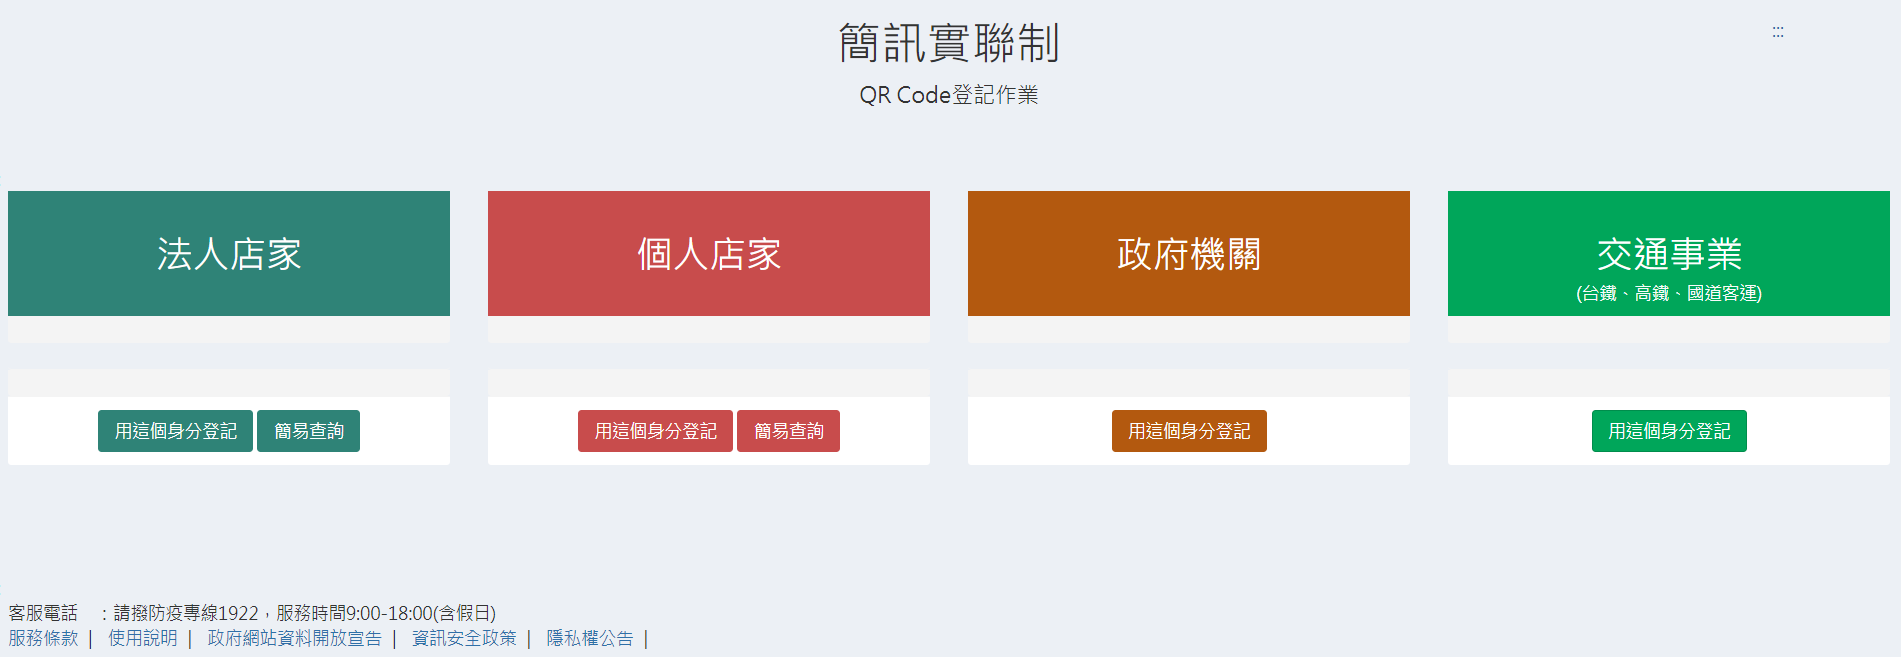 簡訊實聯制
:::
QR Code登記作業
法人店家
個人店家
政府機關
交通事業
(台鐵、高鐵、國道客運)
用這個身分登記 簡易查詢
用這個身分登記 簡易查詢
用這個身分登記
用這個身分登記
客服電話 ：請撥防疫專線1922，服務時間9:00-18:00(含假日)
服務條款 | 使用說明 | 政府網站資料開放宣告 | 資訊安全政策 | 隱私權公告 |